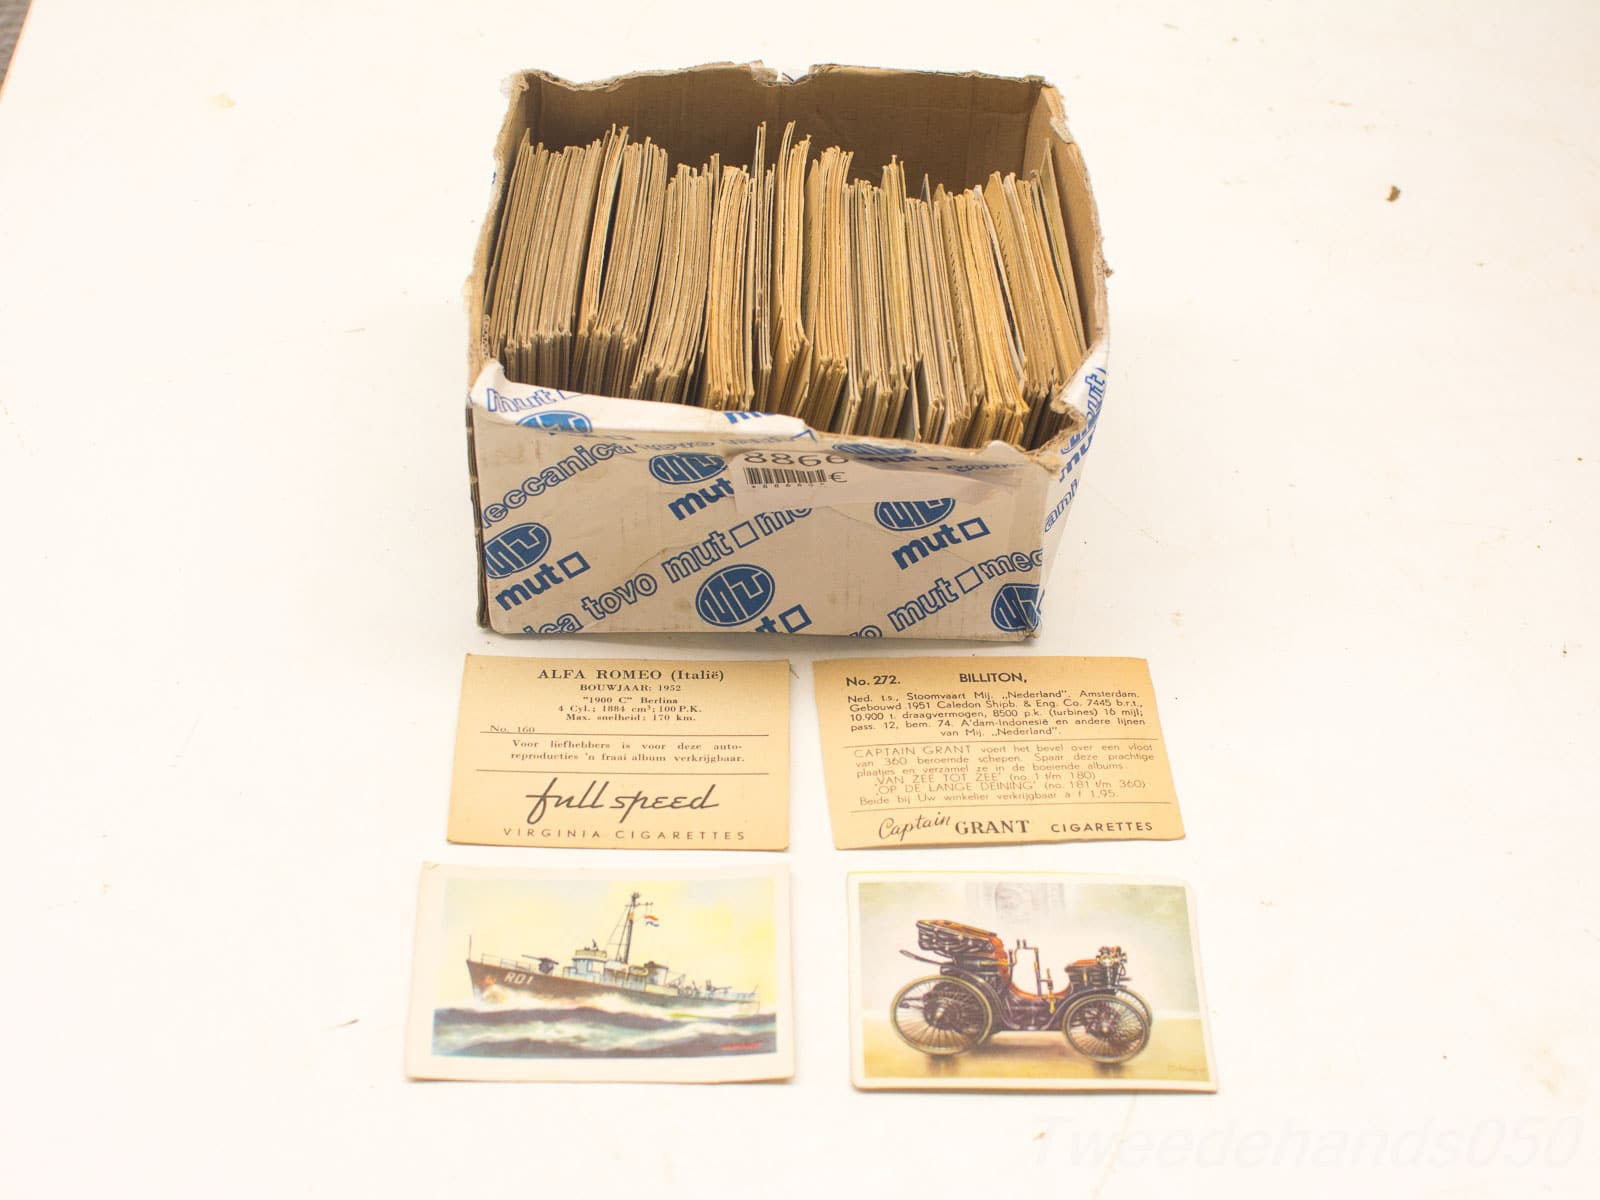 mut
meccanica tovo
mut
8866
€
mut
mut
meccanica tovo mut
mut
tovo mut
ALFA ROMEO (Italië)
BOUWJAAR: 1952
"1900 C" Berlina
4 Cyl.; 1884 cm³; 100 P.K.
Max. snelheid: 170 km.
No. 160
Voor liefhebbers is voor deze auto-
reproducties 'n fraai album verkrijgbaar.
full speed
VIRGINIA CIGARETTES
No. 272. BILLITON,
Ned. t.s., Stoomvaart Mij. „Nederland”. Amsterdam.
Gebouwd 1951 Caledon Shipb. & Eng. Co. 7445 b.r.t.,
10.900 t. draagvermogen, 8500 p.k. (turbines) 16 mijl;
pass. 12, bem. 74. A'dam-Indonesië en andere lijnen
van Mij. „Nederland”.
CAPTAIN GRANT voert het bevel over een vloot
van 360 beroemde schepen. Spaar deze prachtige
plaatjes en verzamel ze in de boeiende albums.
'VAN ZEE TOT ZEE' (no. 1 t/m 180)
'OP DE LANGE DEINING' (no. 181 t/m 360)
Beide bij Uw winkelier verkrijgbaar à f 1,95.
Captain GRANT CIGARETTES
RD1
Tweedehands050